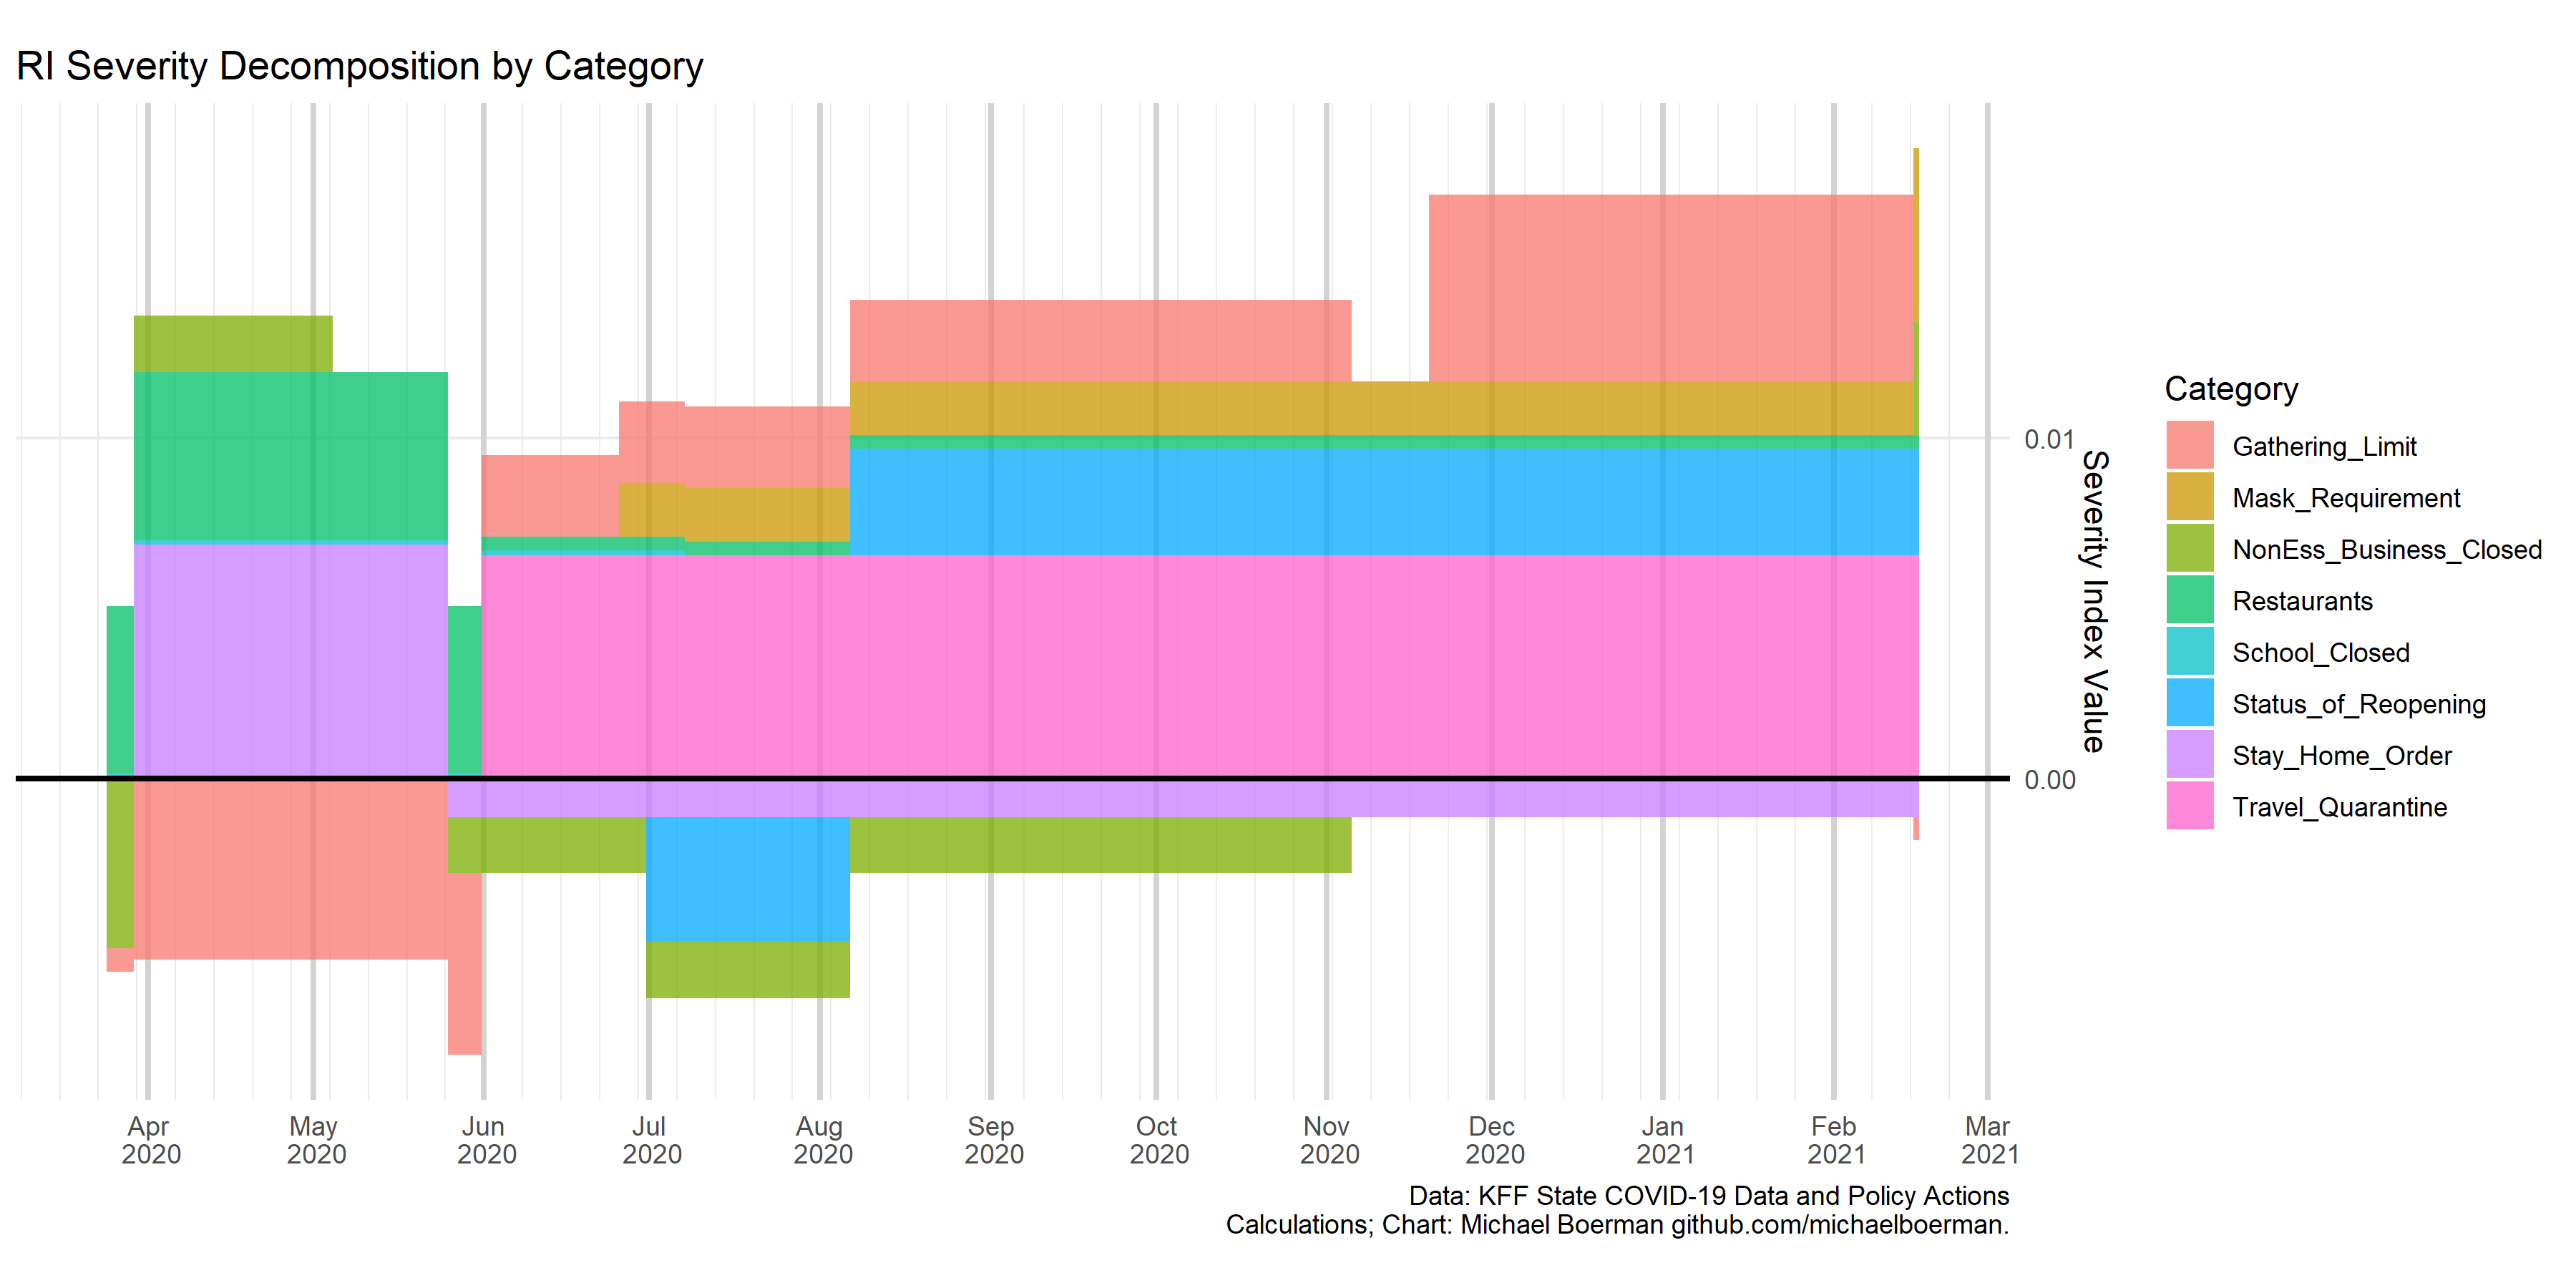 RI Severity Decomposition by Category
0.01
0.00
Severity Index Value
Category
Gathering_Limit
Mask_Requirement
NonEss_Business_Closed
Restaurants
School_Closed
Status_of_Reopening
Stay_Home_Order
Travel_Quarantine
Apr May Jun Jul Aug Sep Oct Nov Dec Jan Feb Mar
2020 2020 2020 2020 2020 2020 2020 2020 2020 2021 2021 2021
Data: KFF State COVID-19 Data and Policy Actions
Calculations; Chart: Michael Boerman github.com/michaelboerman.